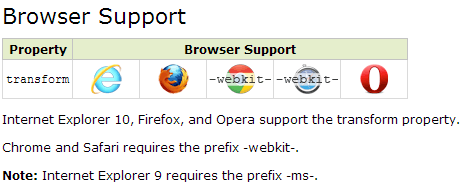 Browser Support
Property Browser Support
transform -webkit- -webkit-
Internet Explorer 10, Firefox, and Opera support the transform property.
Chrome and Safari requires the prefix -webkit-.
Note: Internet Explorer 9 requires the prefix -ms-.